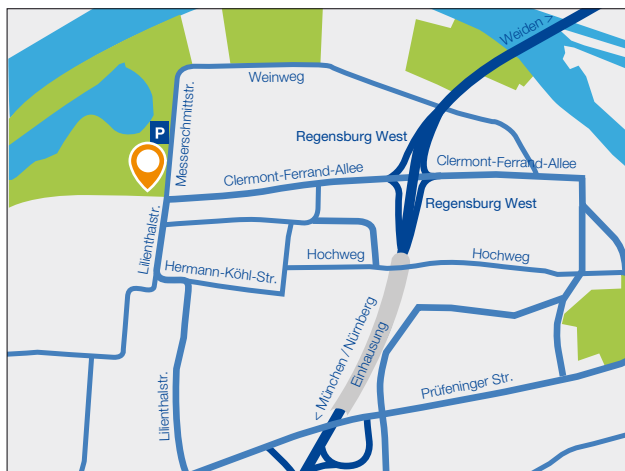 Weiden >
Weinweg
P
Messerschmittstr.
Regensburg West
Clermont-Ferrand-Allee
Clermont-Ferrand-Allee
Regensburg West
Lilienthalstr.
Hochweg
Hochweg
Hermann-Köhl-Str.
< München / Nürnberg
Einhausung
Prüfeninger Str.
Lilienthalstr.